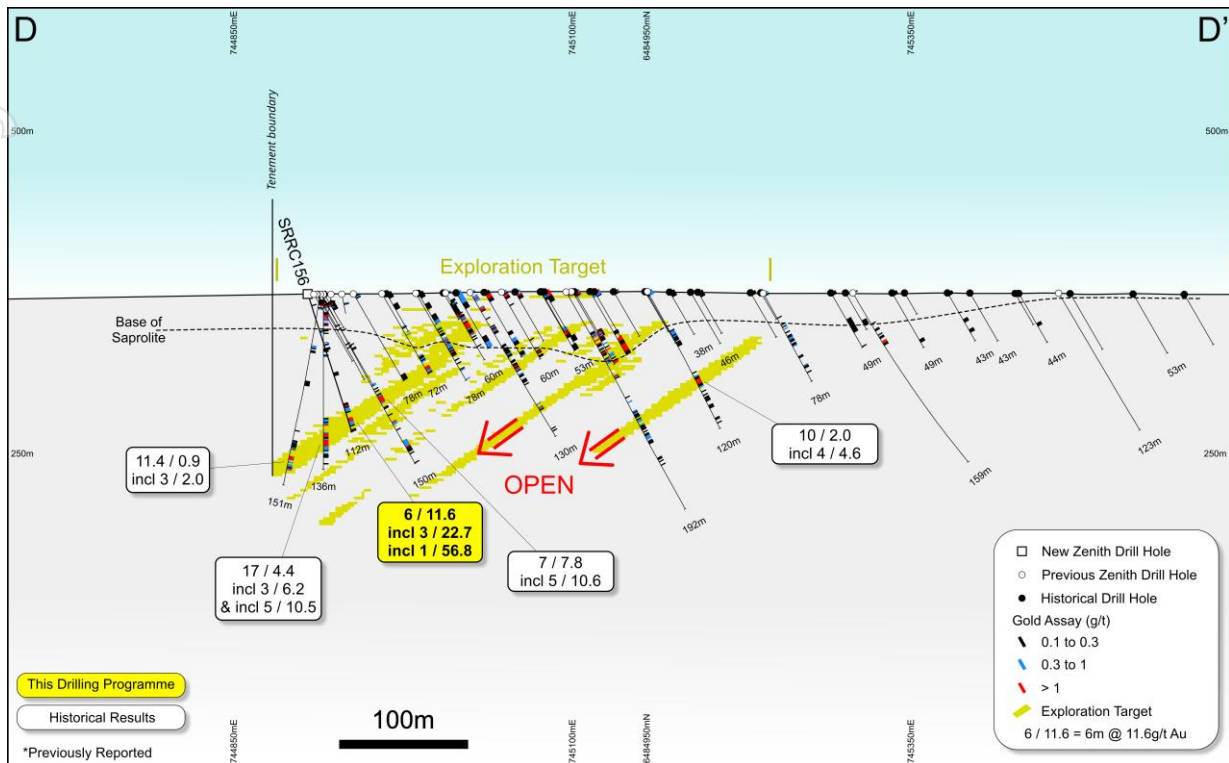 D
D'
744850mE
745100mE
6484950mN
745350mE
500m
500m
Tenement boundary
SRRC156
Exploration Target
Base of
Saprolite
38m
46m
53m
60m
60m
78m
72m
78m
78m
49m
49m
43m
43m
44m
53m
112m
120m
123m
130m
150m
136m
151m
159m
192m
250m
250m
OPEN
11.4 / 0.9
incl 3 / 2.0
17 / 4.4
incl 3 / 6.2
& incl 5 / 10.5
6 / 11.6
incl 3 / 22.7
incl 1 / 56.8
7 / 7.8
incl 5 / 10.6
10 / 2.0
incl 4 / 4.6
New Zenith Drill Hole
Previous Zenith Drill Hole
Historical Drill Hole
Gold Assay (g/t)
0.1 to 0.3
0.3 to 1
> 1
Exploration Target
6 / 11.6 = 6m @ 11.6g/t Au
This Drilling Programme
Historical Results
*Previously Reported
100m
744850mE
745100mE
6484950mN
745350mE